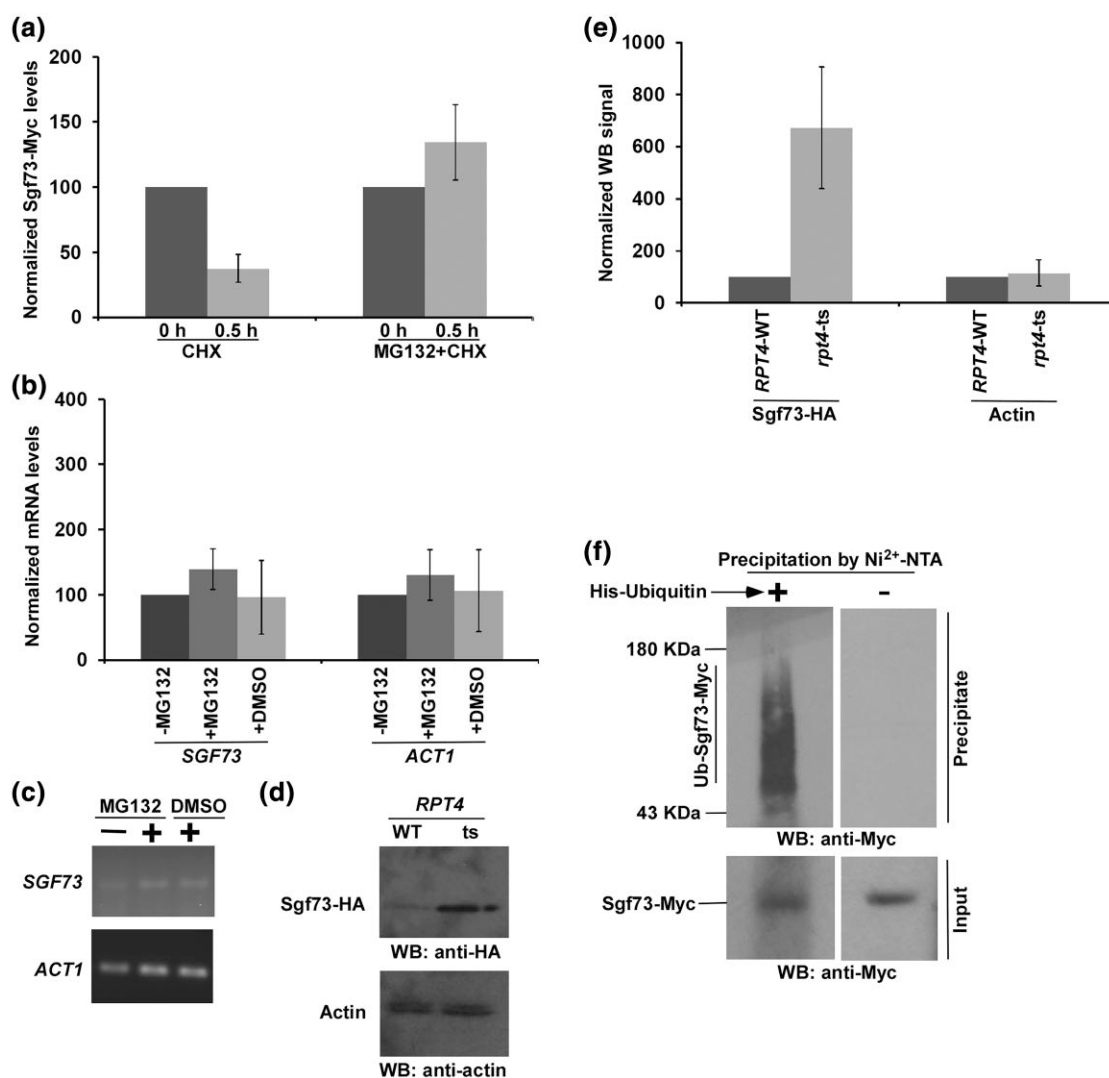 (a)
Normalized Sgf73-Myc levels
200
150
100
50
0
0 h 0.5 h 0 h 0.5 h
CHX MG132+CHX
(b)
Normalized mRNA levels
400
300
200
100
0
-MG132
+MG132
+DMSO
-MG132
+MG132
+DMSO
SGF73 ACT1
(c)
MG132 DMSO
— + +
SGF73
ACT1
(d)
RPT4
WT ts
Sgf73-HA
WB: anti-HA
Actin
WB: anti-actin
(e)
Normalized WB signal
1000
800
600
400
200
0
RPT4-WT
rpt4-ts
RPT4-WT
rpt4-ts
Sgf73-HA Actin
(f)
Precipitation by Ni²⁺-NTA
His-Ubiquitin + -
180 KDa
Ub-Sgf73-Myc
43 KDa
Precipitate
WB: anti-Myc
Sgf73-Myc
Input
WB: anti-Myc